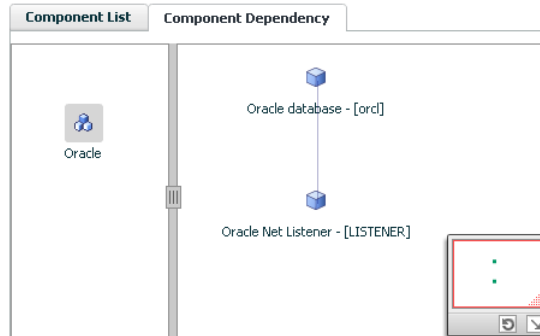 Component List
Component Dependency
Oracle database - [orcl]
Oracle
Oracle Net Listener - [LISTENER]